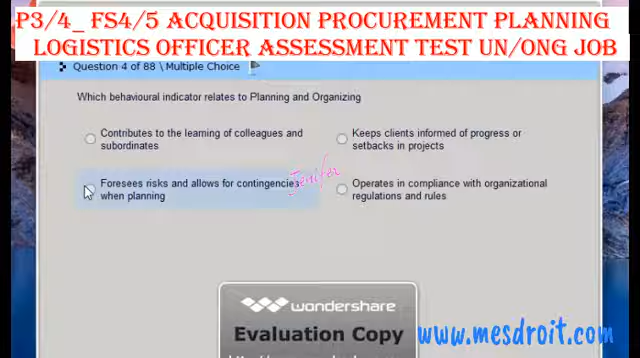 P3/4_ FS4/5 ACQUISITION PROCUREMENT PLANNING
LOGISTICS OFFICER ASSESSMENT TEST UN/ONG JOB
Question 4 of 88 \ Multiple Choice
Which behavioural indicator relates to Planning and Organizing
Contributes to the learning of colleagues and
subordinates
Keeps clients informed of progress or
setbacks in projects
Foresees risks and allows for contingencies
when planning
Jenifer
Operates in compliance with organizational
regulations and rules
wondershare
Evaluation Copy
www.mesdroit.com